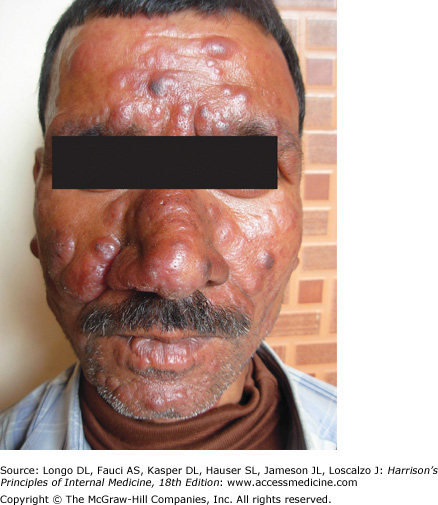 Source: Longo DL, Fauci AS, Kasper DL, Hauser SL, Jameson JL, Loscalzo J: Harrison's
Principles of Internal Medicine, 18th Edition: www.accessmedicine.com
Copyright © The McGraw-Hill Companies, Inc. All rights reserved.